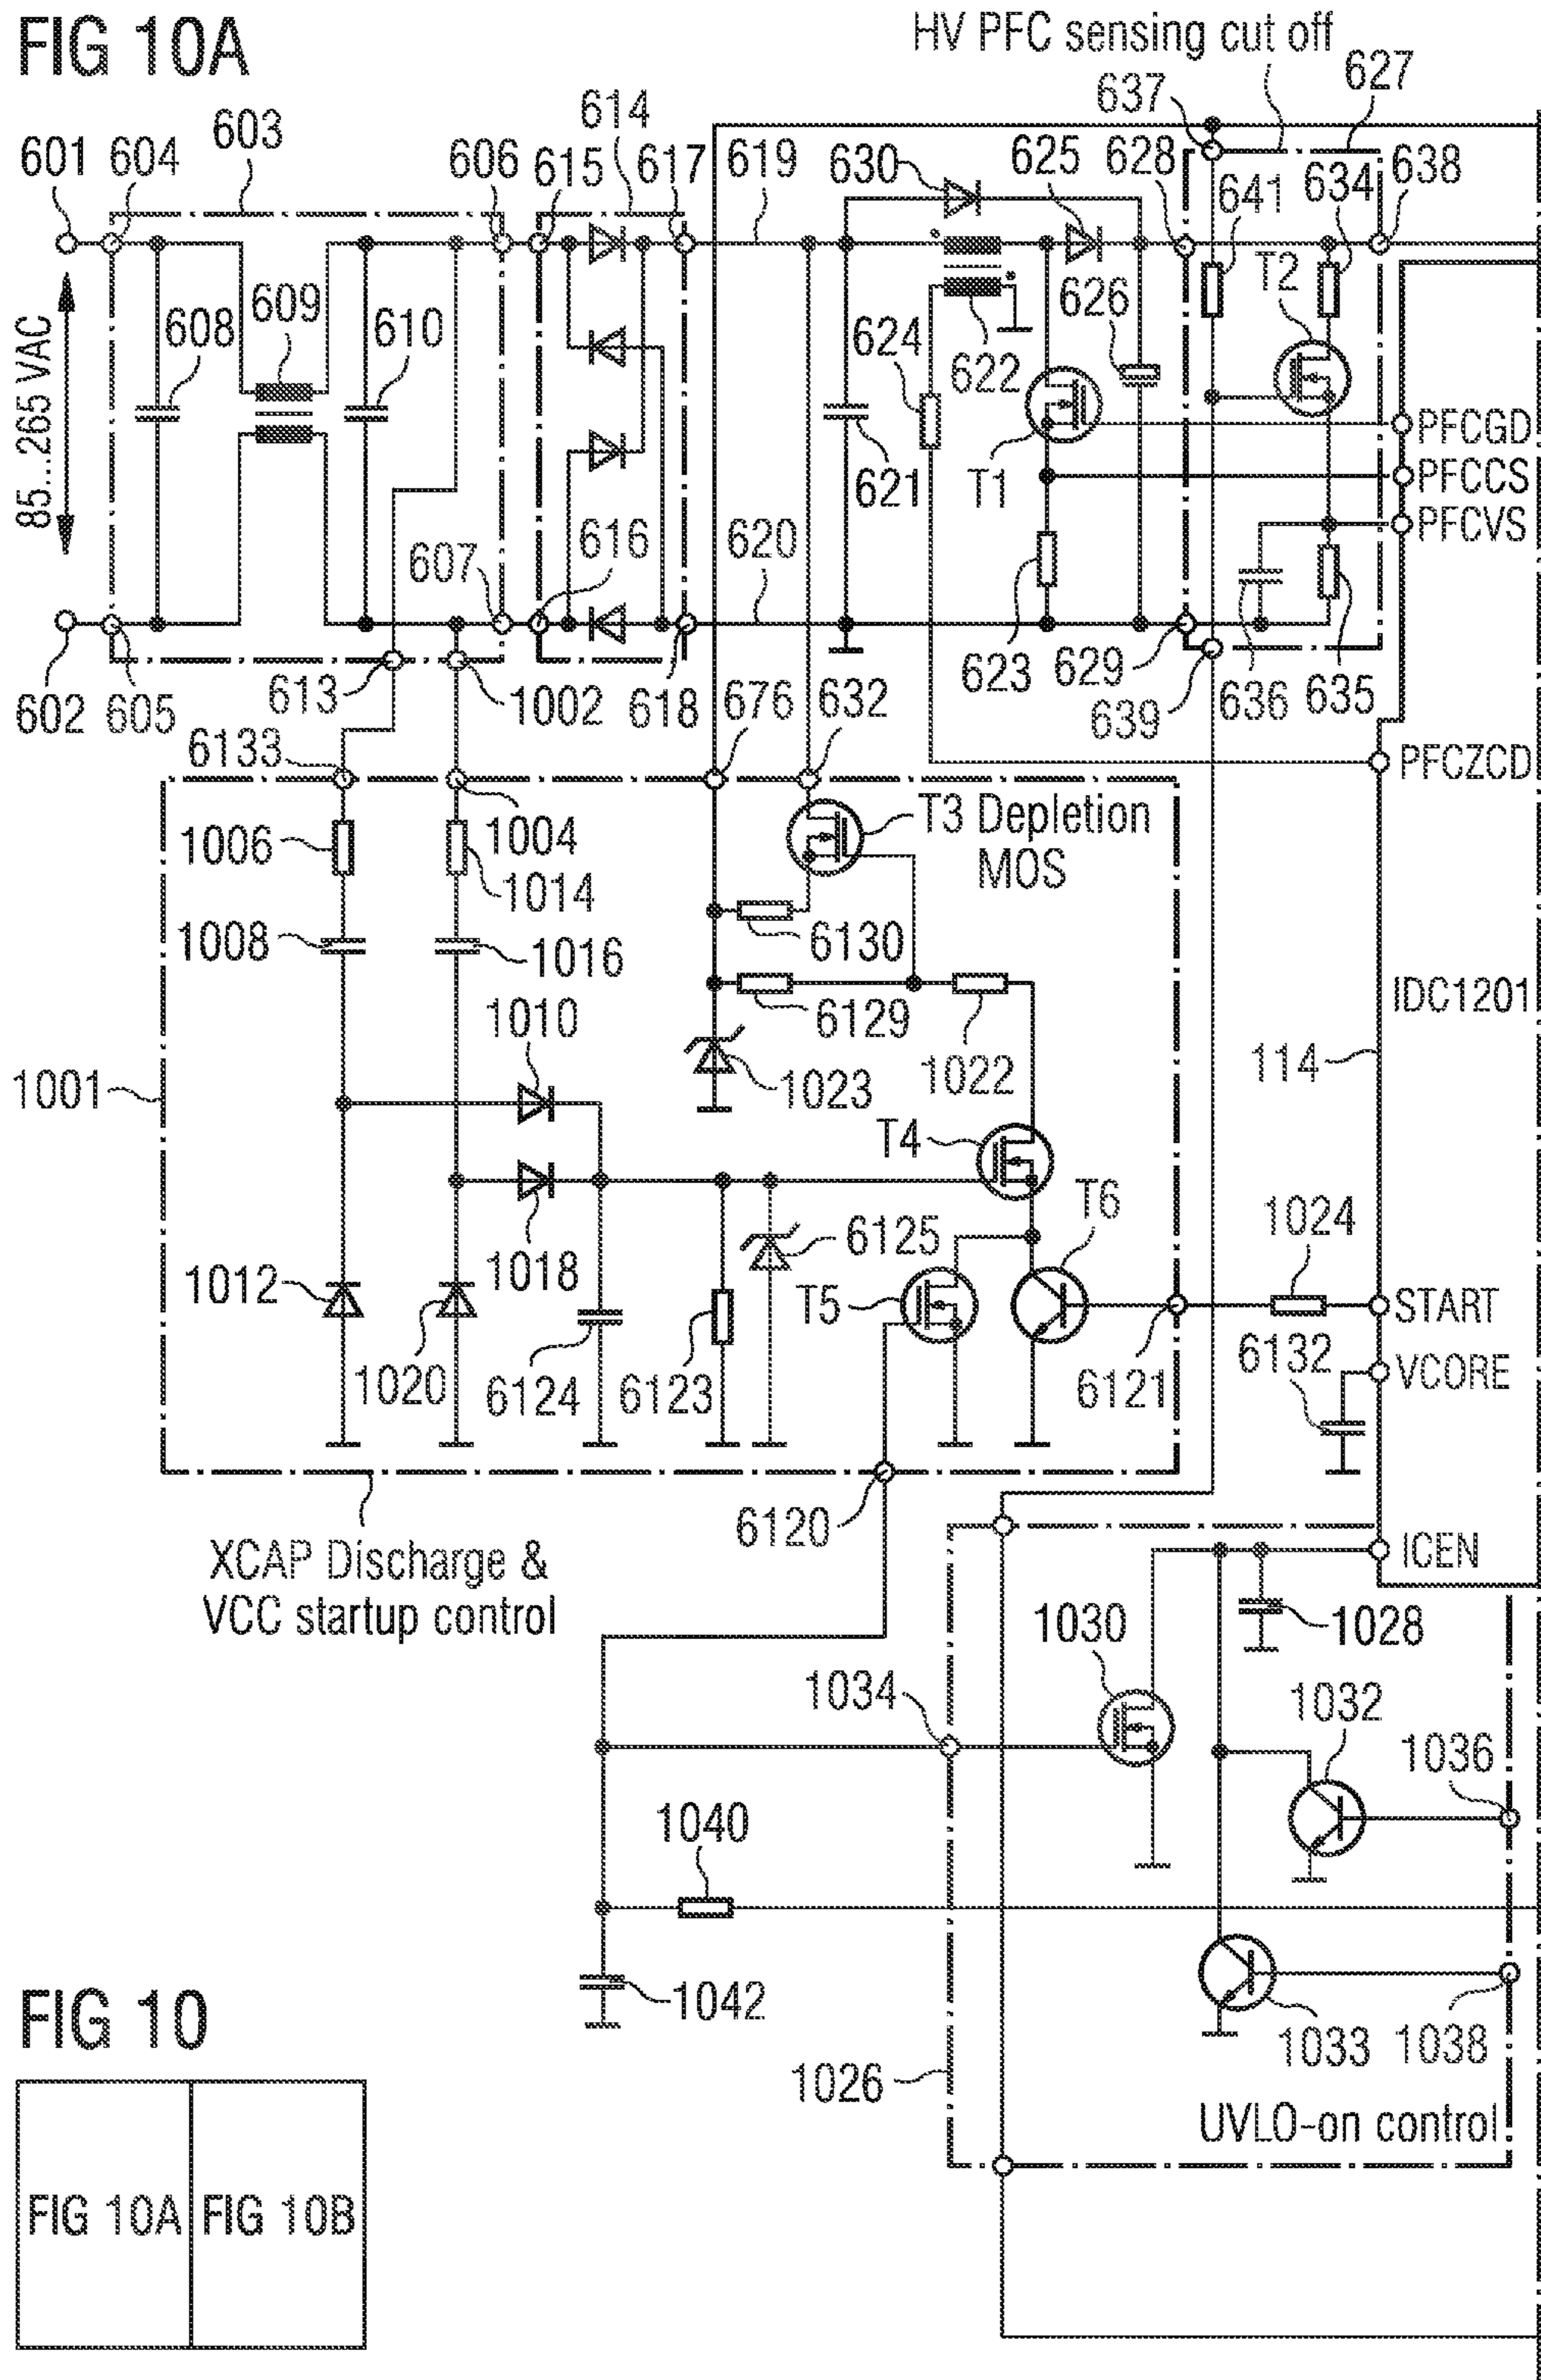 FIG 10A
HV PFC sensing cut off
637
627
601
604
603
606
614
615
617
619
630
625
628
641
634
638
85...265 VAC
608
609
610
624
622
626
T2
T1
621
PFCGD
PFCCS
PFCVS
607
616
620
602
605
613
1002
618
676
632
623
629
639
636
635
6133
PFCZCD
1006
1004
1014
T3 Depletion
MOS
1008
1016
6130
IDC1201
1010
6129
1022
1001
1023
114
T4
T6
1024
1012
1018
6125
T5
START
1020
6124
6123
6121
6132
VCORE
6120
XCAP Discharge &
VCC startup control
ICEN
1030
1028
1034
1032
1036
1040
1042
1033
1038
1026
UVLO-on control
FIG 10
FIG 10A
FIG 10B